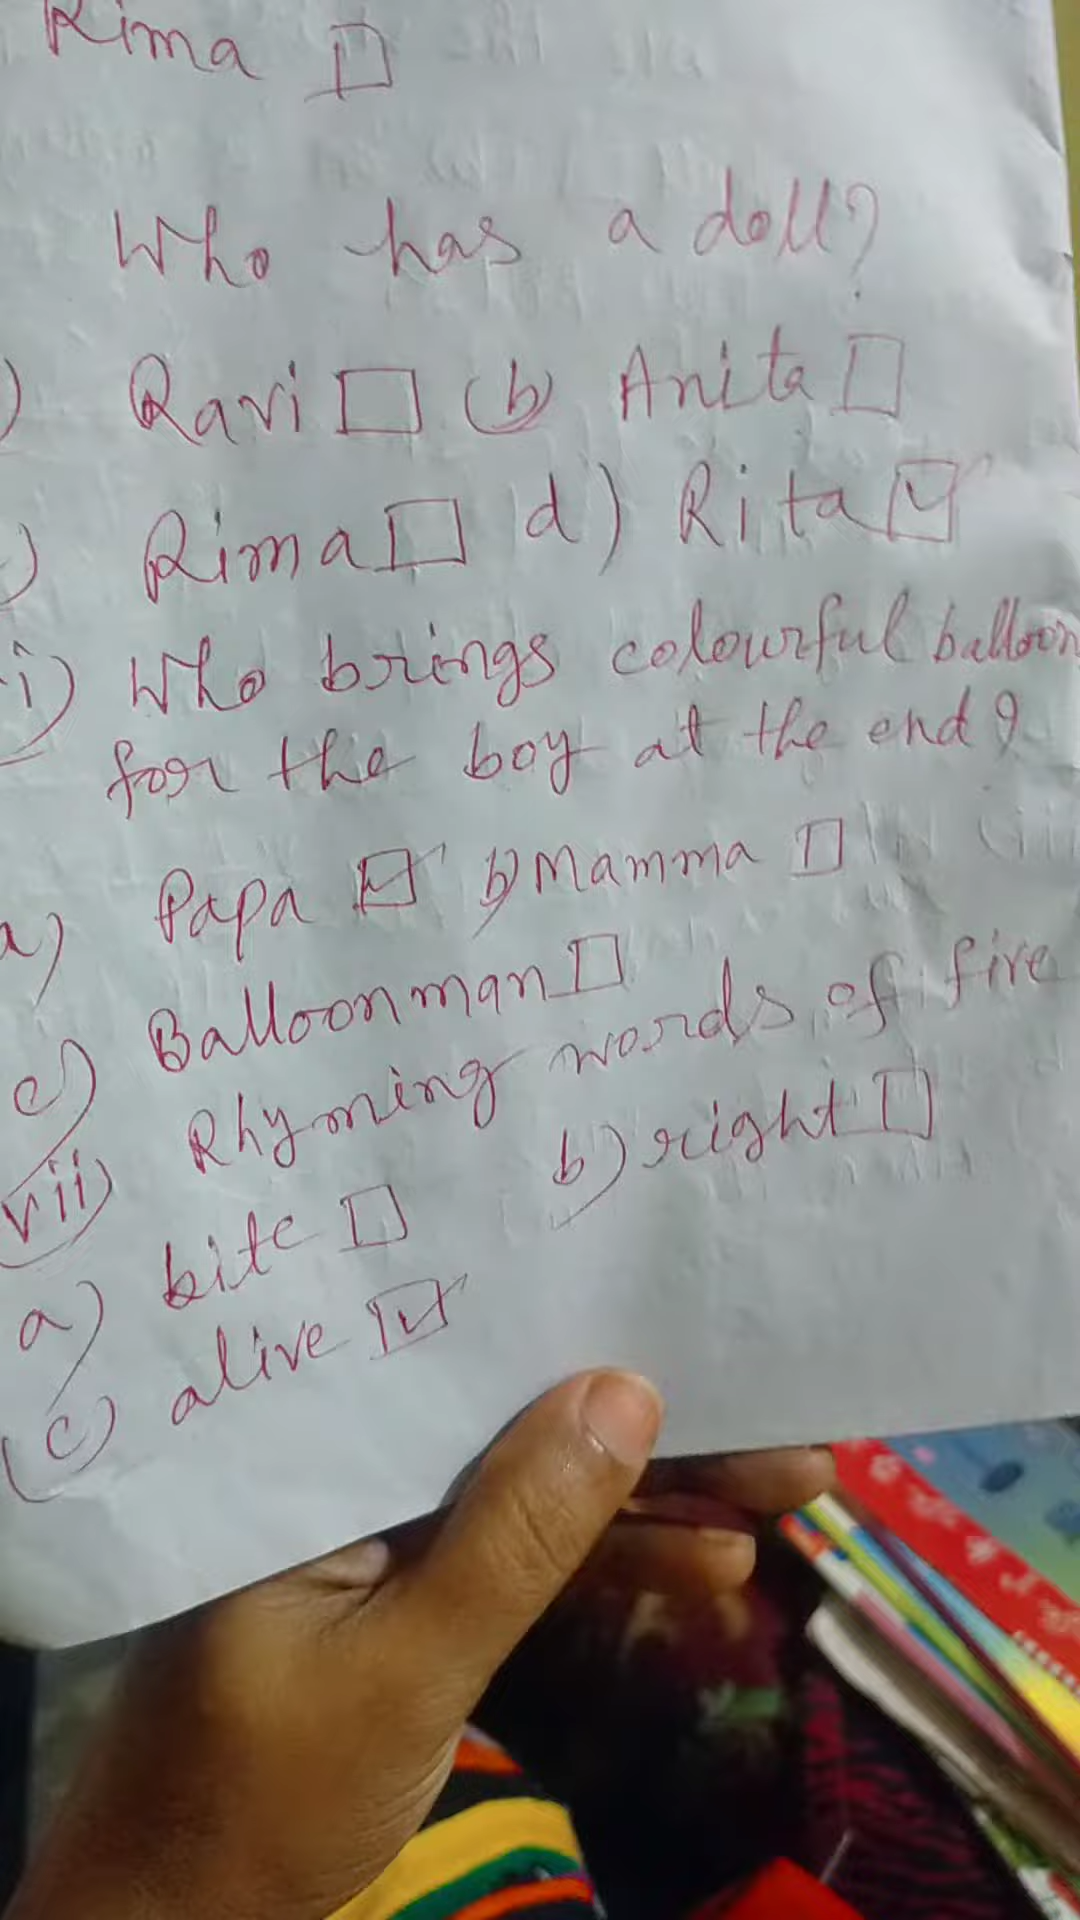 Rima ☐
Who has a doll?
) Ravi ☐ (b) Anita ☐
) Rima ☐ d) Rita ☑
i) Who brings colourful balloon
for the boy at the end?
a) Papa ☑ b) Mamma ☐
c) Balloonman ☐
vii) Rhyming words of five
a) bite ☐ b) right ☐
(c) alive ☑